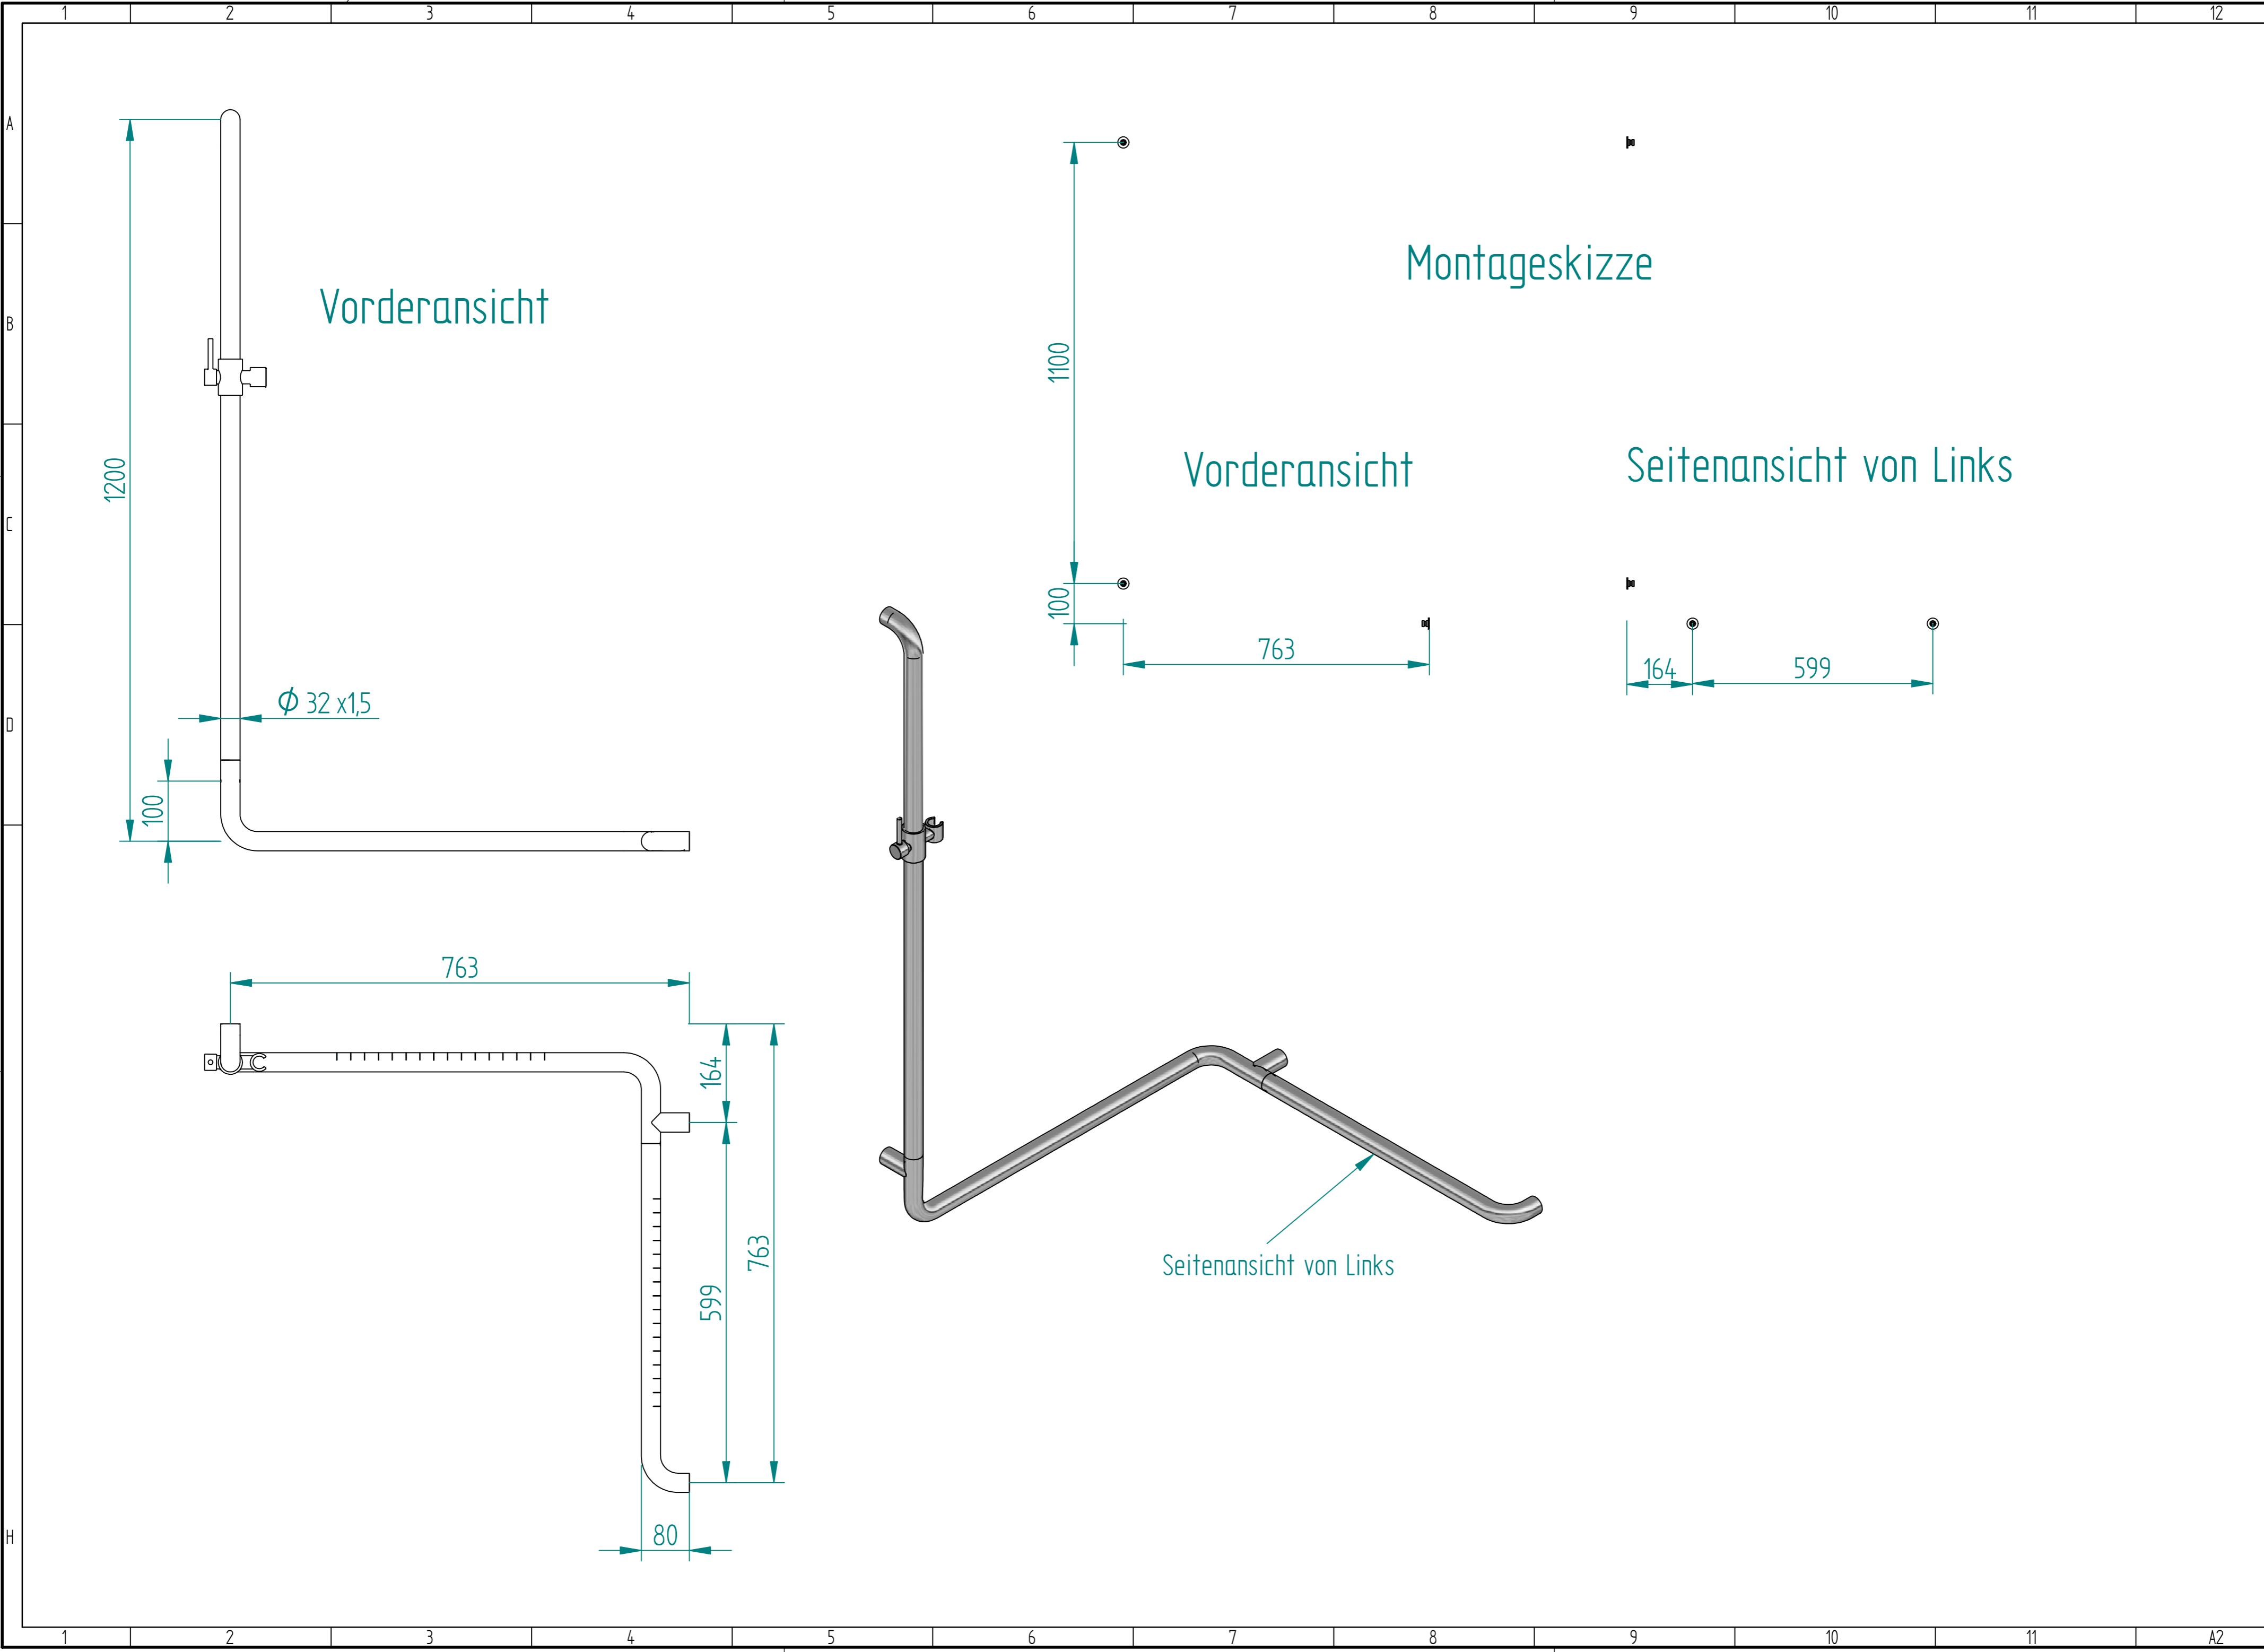 1 2 3 4 5 6 7 8 9 10 11 12
A
B
C
D
H
Vorderansicht
1200
Φ 32 x1,5
100
Montageskizze
1100
Vorderansicht
Seitenansicht von Links
100
763
164
599
763
164
599
763
80
Seitenansicht von Links
1 2 3 4 5 6 7 8 9 10 11 A2